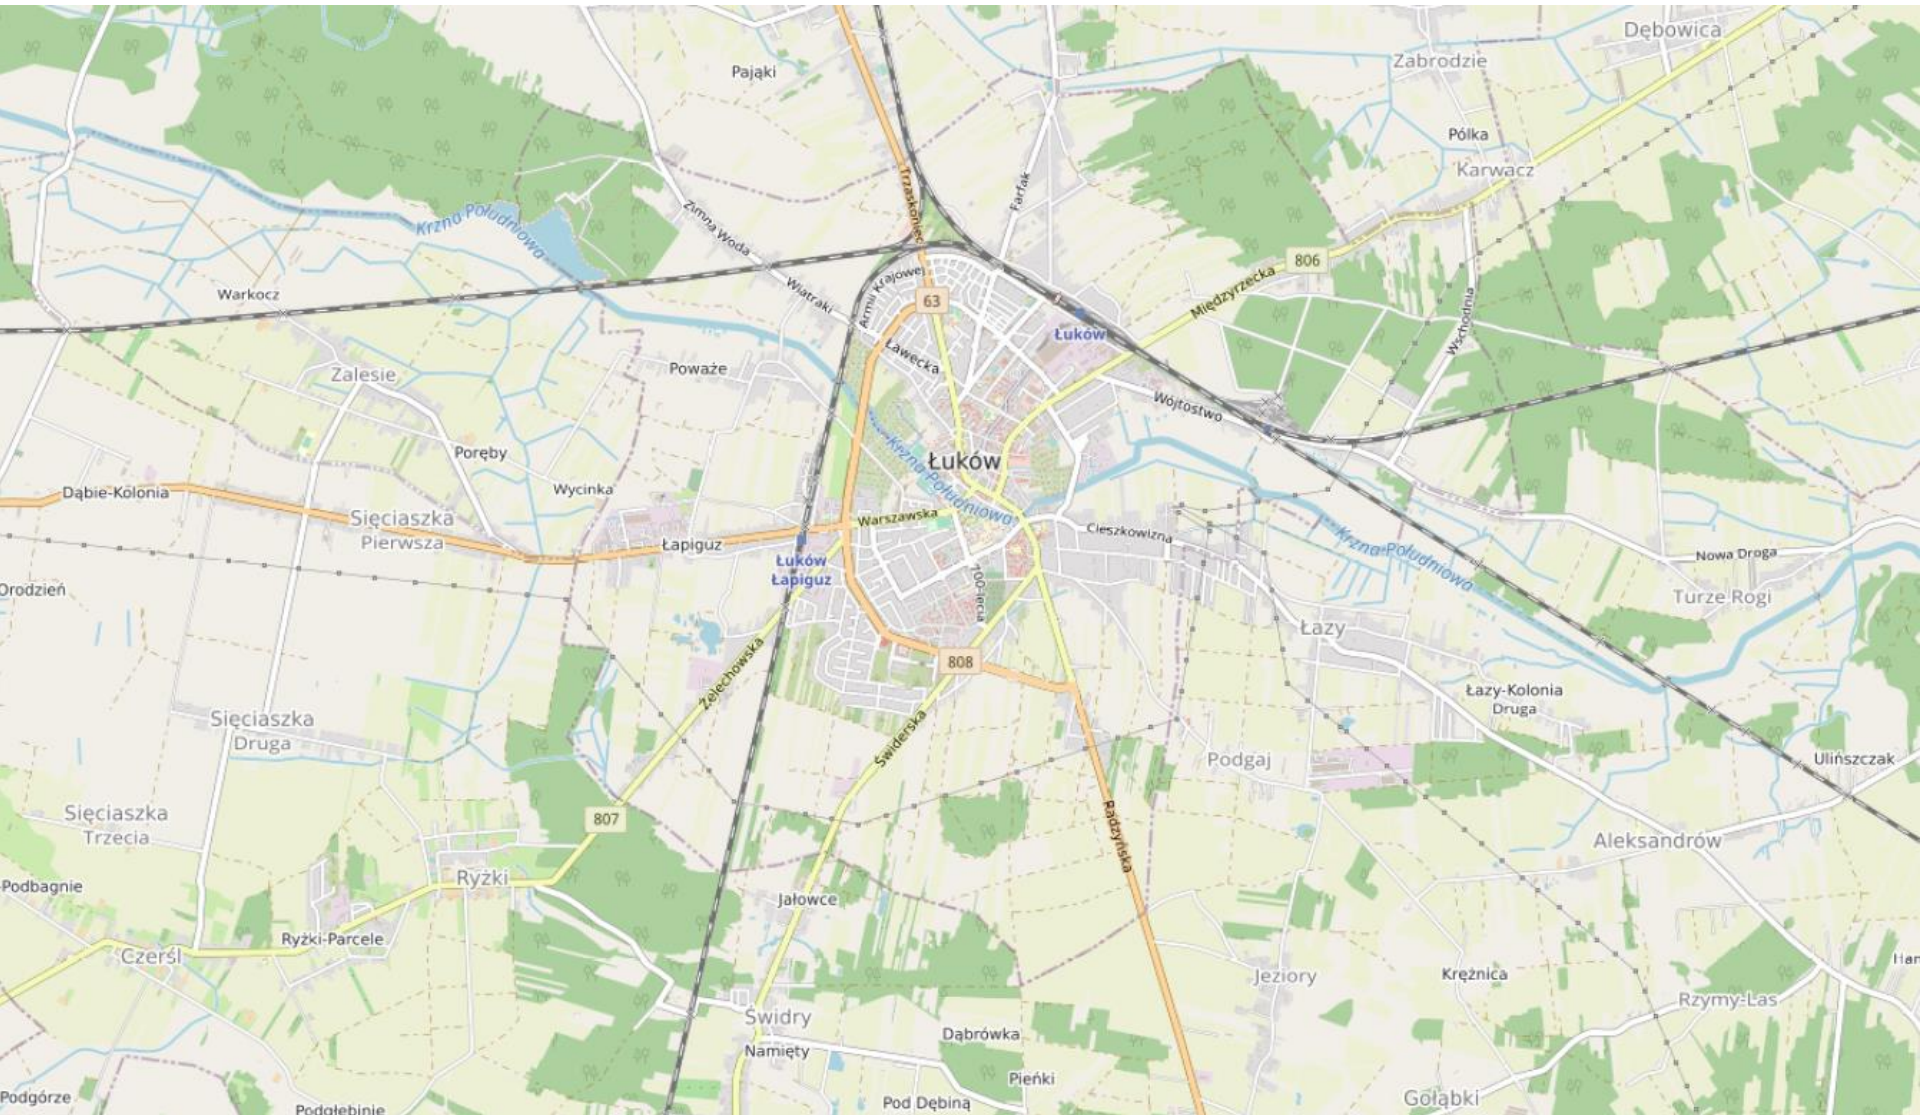 Dębowica
Zabrodzie
Pająki
Pólka
Karwacz
Trzaskoniec
Farfak
Zimna Woda
Krzna Południowa
806
Międzyrzecka
Warkocz
Wiatraki
Armii Krajowej
63
Łuków
Wschodnia
Ławecka
Poważe
Zalesie
Wójtostwo
Poręby
Łuków
Krzna Południowa
Wycinka
Dąbie-Kolonia
Sięciaszka
Pierwsza
Warszawska
Łapiguz
Cieszkowizna
Krzna Południowa
Nowa Droga
Łuków
Łapiguz
Orodzień
700-lecia
Turze Rogi
Łazy
808
Żelechowska
Łazy-Kolonia
Druga
Sięciaszka
Druga
Świderska
Podgaj
Ulińszczak
Sięciaszka
Trzecia
807
Radzyńska
Aleksandrów
Ryżki
Podbagnie
Jałowce
Ryżki-Parcele
Czerśl
Jeziory
Krężnica
Han
Rzymy-Las
Świdry
Dąbrówka
Namięty
Pieńki
Podgórze
Podgłębinie
Pod Dębiną
Gołąbki